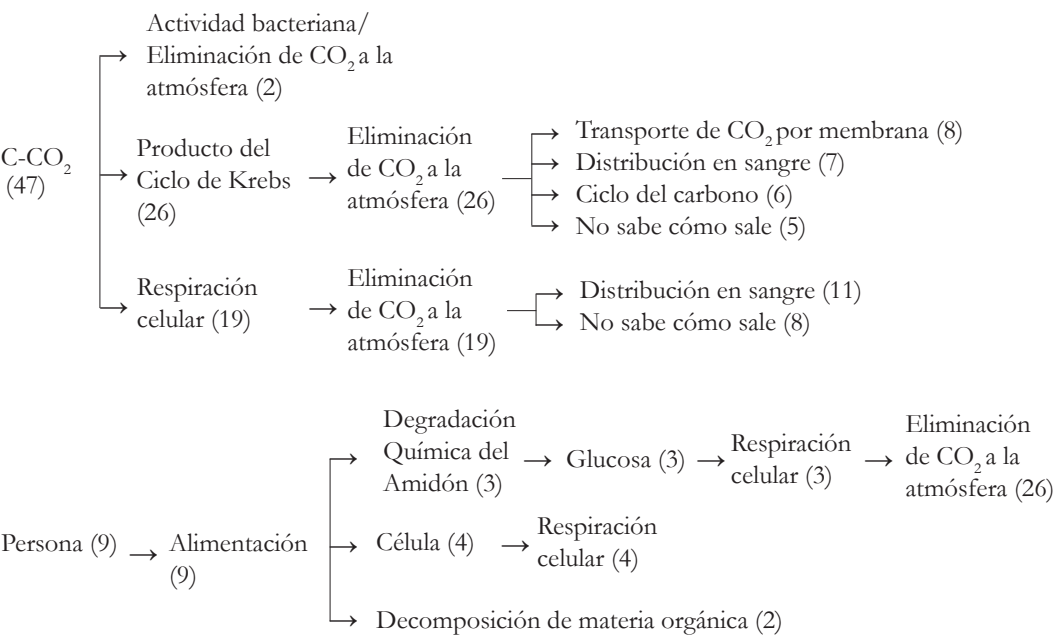 Actividad bacteriana/
Eliminación de CO₂ a la
atmósfera (2)
C-CO₂
(47)
Producto del
Ciclo de Krebs
(26)
Eliminación
de CO₂ a la
atmósfera (26)
Transporte de CO₂ por membrana (8)
Distribución en sangre (7)
Ciclo del carbono (6)
No sabe cómo sale (5)
Respiración
celular (19)
Eliminación
de CO₂ a la
atmósfera (19)
Distribución en sangre (11)
No sabe cómo sale (8)
Persona (9)
Alimentación
(9)
Degradación
Química del
Amidón (3)
Glucosa (3)
Respiración
celular (3)
Eliminación
de CO₂ a la
atmósfera (26)
Célula (4)
Respiración
celular (4)
Decomposición de materia orgánica (2)